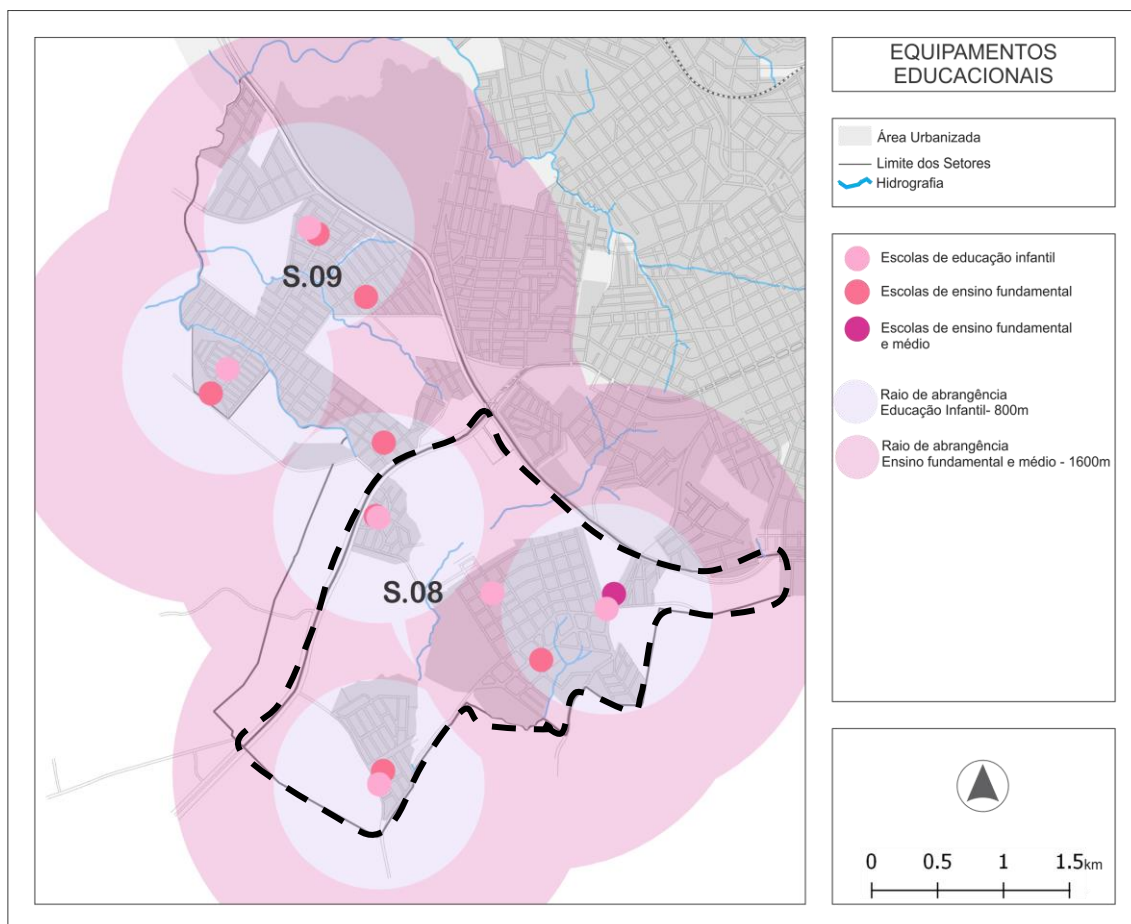 EQUIPAMENTOS
EDUCACIONAIS
Área Urbanizada
Limite dos Setores
Hidrografia
Escolas de educação infantil
Escolas de ensino fundamental
Escolas de ensino fundamental
e médio
Raio de abrangência
Educação Infantil- 800m
Raio de abrangência
Ensino fundamental e médio - 1600m
S.09
S.08
0 0.5 1 1.5km